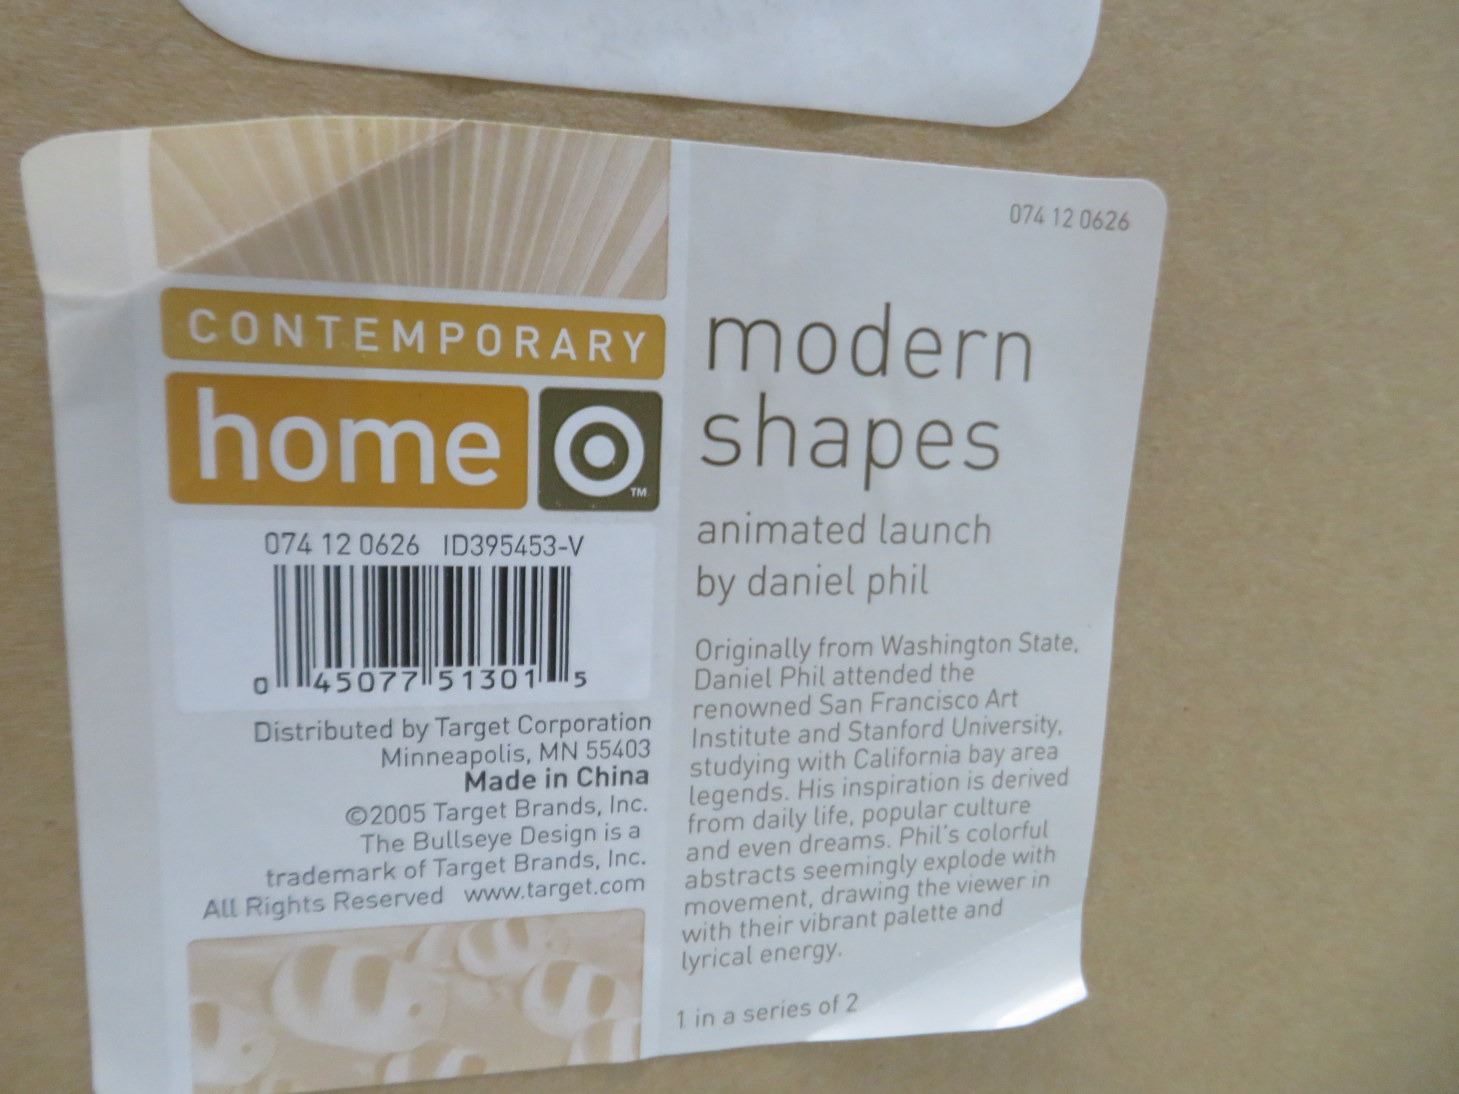 074 12 0626
CONTEMPORARY
home
TM
074 12 0626 ID395453-V
0 45077 51301 5
Distributed by Target Corporation
Minneapolis, MN 55403
Made in China
©2005 Target Brands, Inc.
The Bullseye Design is a
trademark of Target Brands, Inc.
All Rights Reserved www.target.com
modern
shapes
animated launch
by daniel phil
Originally from Washington State,
Daniel Phil attended the
renowned San Francisco Art
Institute and Stanford University,
studying with California bay area
legends. His inspiration is derived
from daily life, popular culture
and even dreams. Phil's colorful
abstracts seemingly explode with
movement, drawing the viewer in
with their vibrant palette and
lyrical energy.
1 in a series of 2